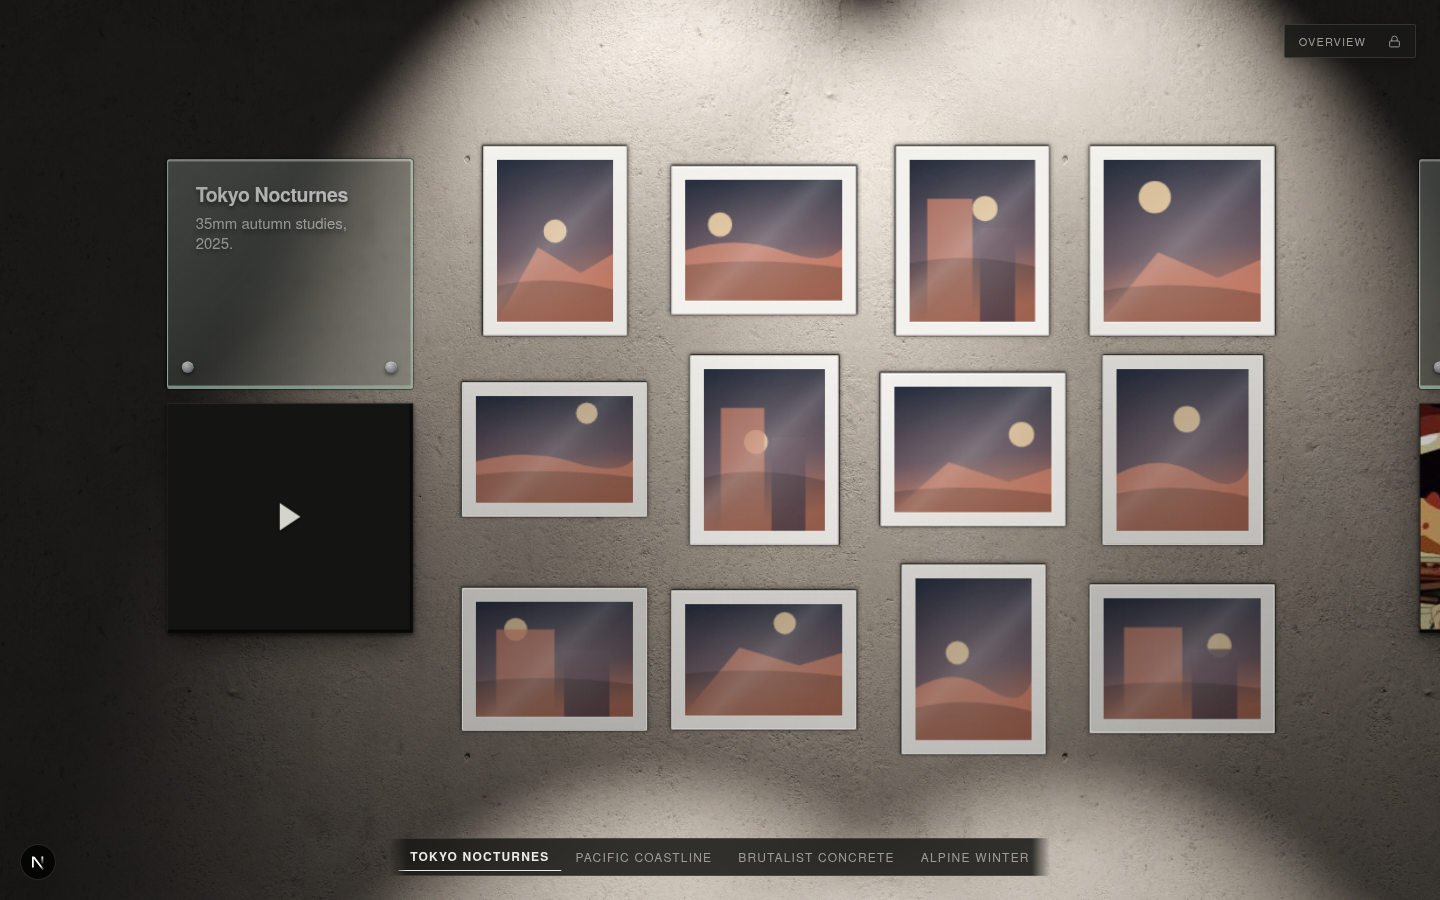 OVERVIEW
Tokyo Nocturnes
35mm autumn studies,
2025.
N
TOKYO NOCTURNES
PACIFIC COASTLINE
BRUTALIST CONCRETE
ALPINE WINTER